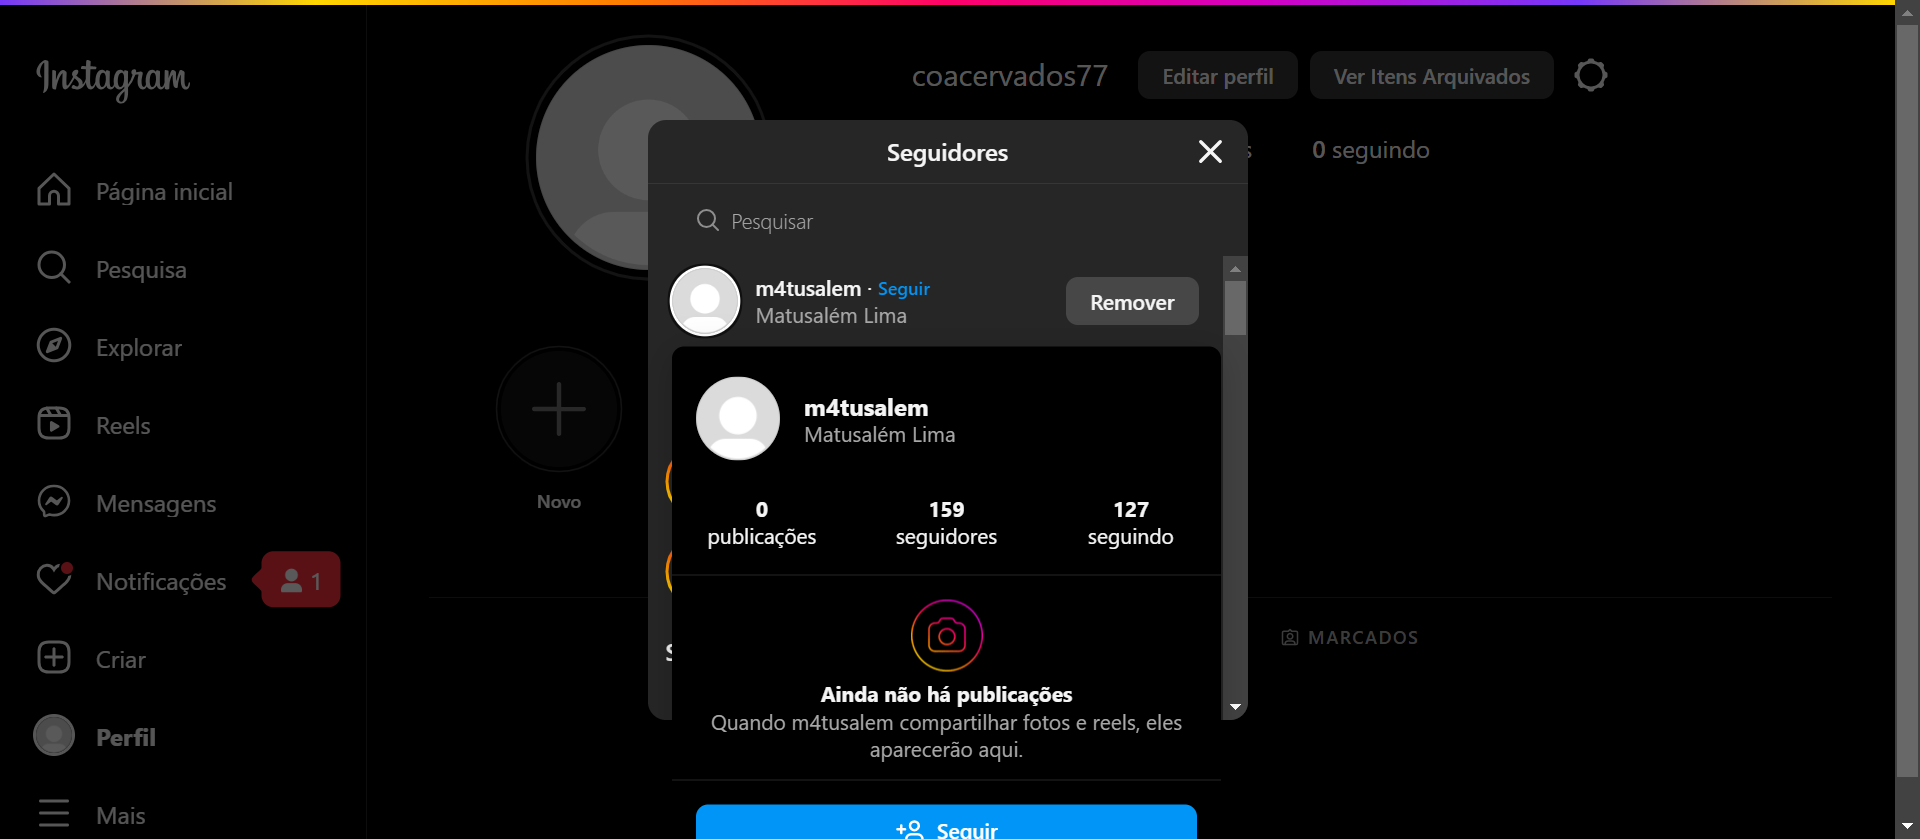 Instagram
Página inicial
Pesquisa
Explorar
Reels
Mensagens
Notificações
1
Criar
Perfil
Mais
coacervados77
Editar perfil
Ver Itens Arquivados
0 seguindo
Novo
MARCADOS
Seguidores
Pesquisar
m4tusalem · Seguir
Matusalém Lima
Remover
m4tusalem
Matusalém Lima
0 159 127
publicações seguidores seguindo
Ainda não há publicações
Quando m4tusalem compartilhar fotos e reels, eles
aparecerão aqui.
Seguir